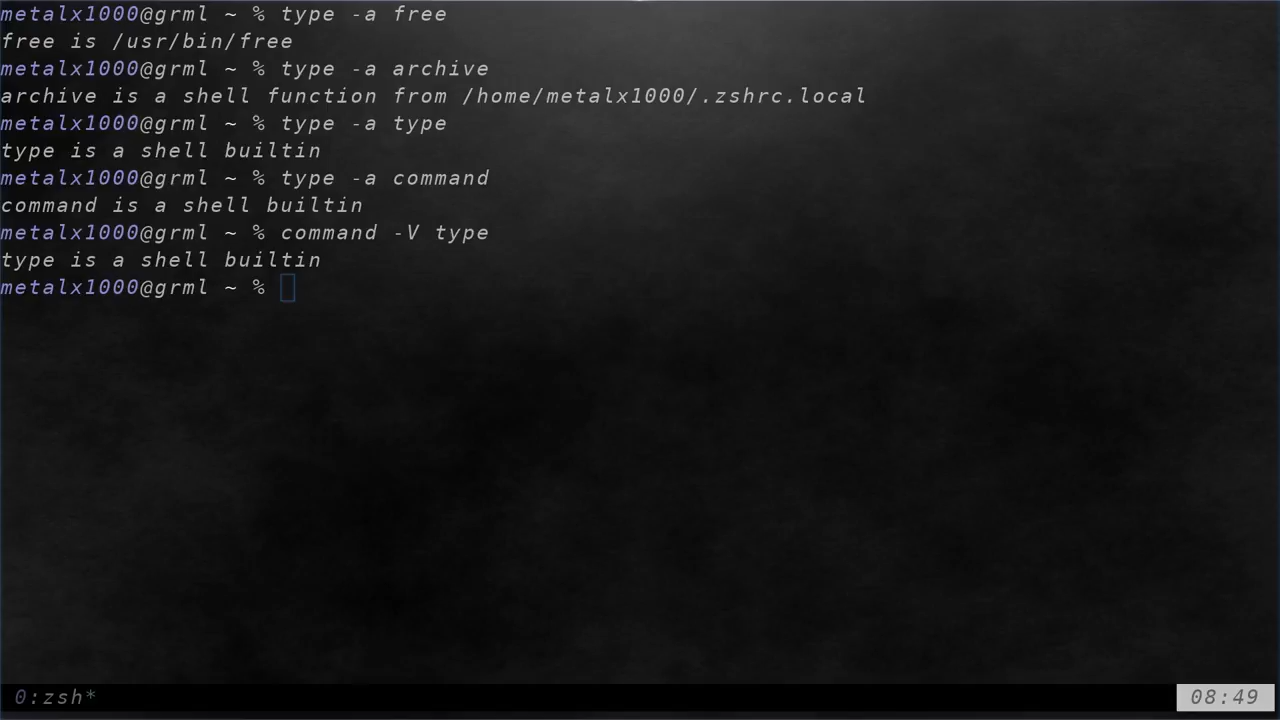 metalx1000@grml ~ % type -a free
free is /usr/bin/free
metalx1000@grml ~ % type -a archive
archive is a shell function from /home/metalx1000/.zshrc.local
metalx1000@grml ~ % type -a type
type is a shell builtin
metalx1000@grml ~ % type -a command
command is a shell builtin
metalx1000@grml ~ % command -V type
type is a shell builtin
metalx1000@grml ~ %
0:zsh* 08:49